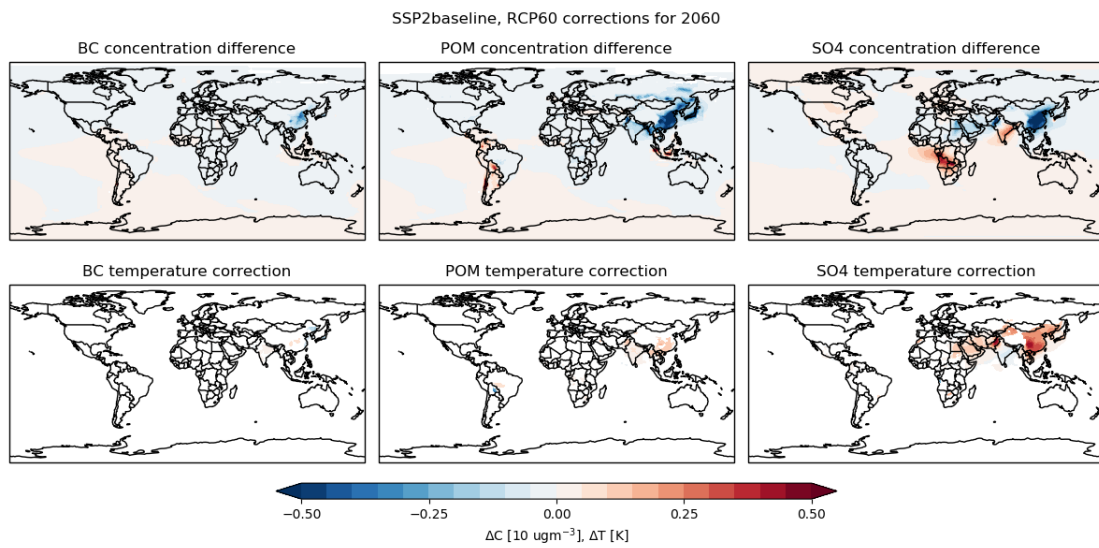 SSP2baseline, RCP60 corrections for 2060
BC concentration difference
POM concentration difference
SO4 concentration difference
BC temperature correction
POM temperature correction
SO4 temperature correction
−0.50 −0.25 0.00 0.25 0.50
ΔC [10 ugm⁻³], ΔT [K]